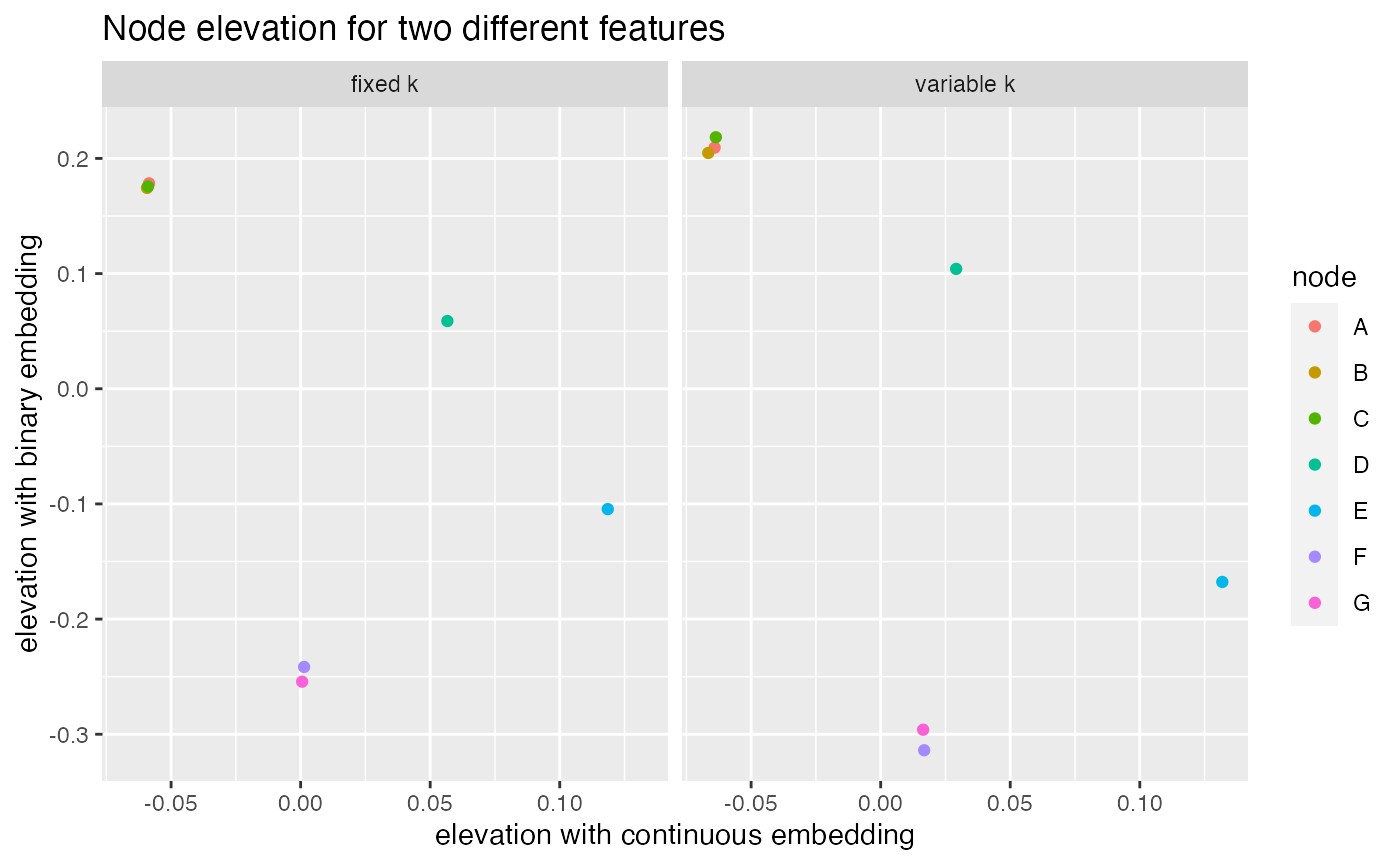 Node elevation for two different features
fixed k
variable k
elevation with binary embedding
0.2
0.1
0.0
-0.1
-0.2
-0.3
-0.05
0.00
0.05
0.10
-0.05
0.00
0.05
0.10
elevation with continuous embedding
node
A
B
C
D
E
F
G